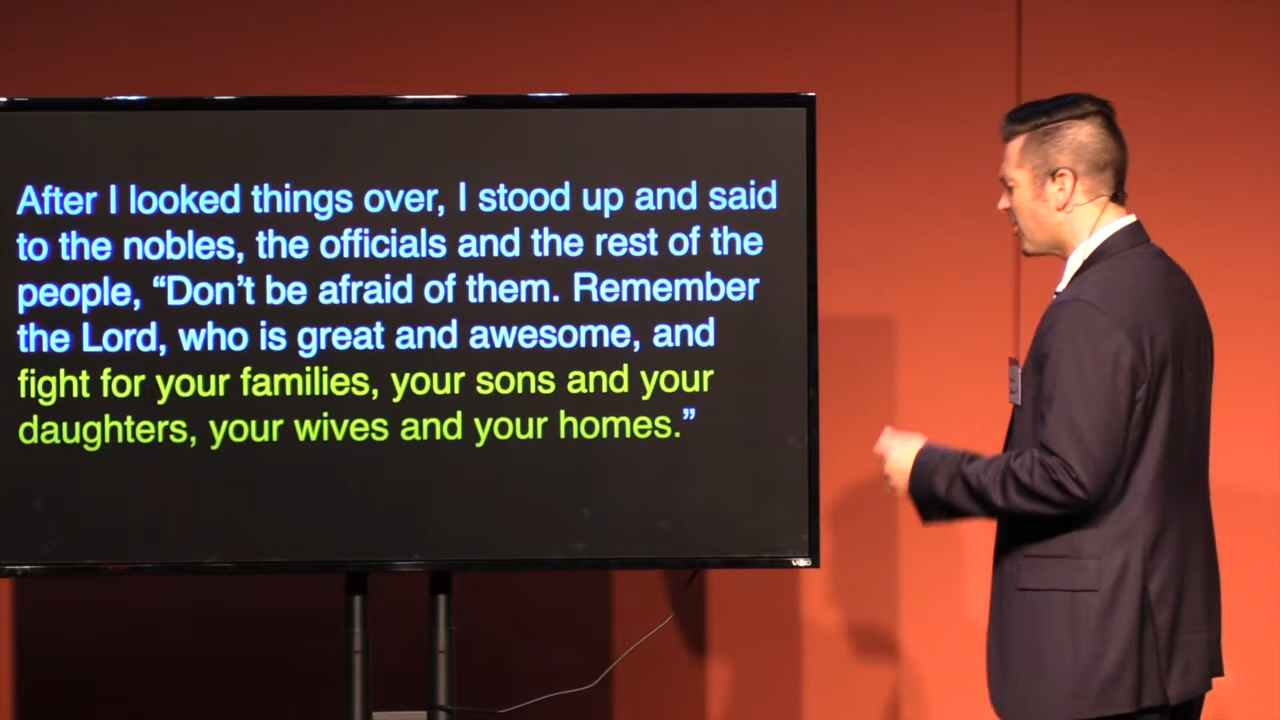 After I looked things over, I stood up and said
to the nobles, the officials and the rest of the
people, “Don’t be afraid of them. Remember
the Lord, who is great and awesome, and
fight for your families, your sons and your
daughters, your wives and your homes.”
VIZIO